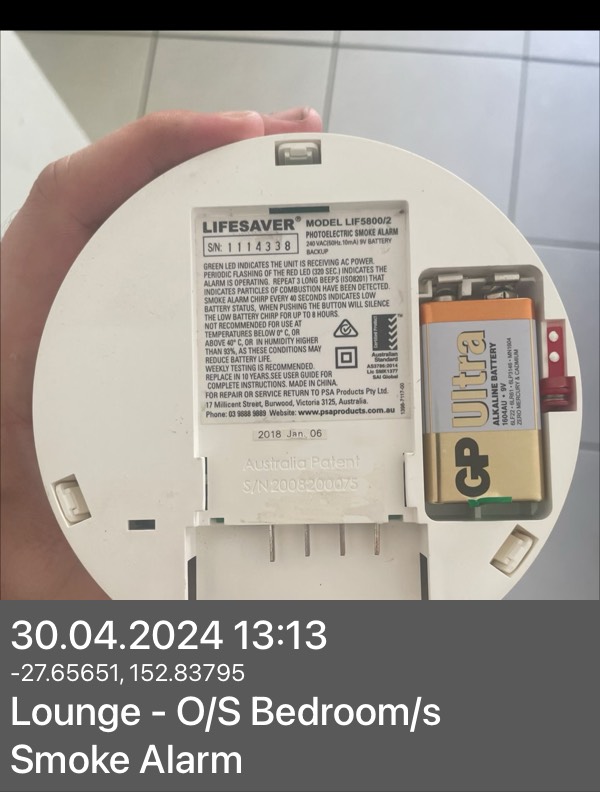 LIFESAVER® MODEL LIF5800/2
PHOTOELECTRIC SMOKE ALARM
S/N: 1114338
240 VAC(50Hz, 10mA) 9V BATTERY
BACKUP
GREEN LED INDICATES THE UNIT IS RECEIVING AC POWER.
PERIODIC FLASHING OF THE RED LED (320 SEC.) INDICATES THE
ALARM IS OPERATING. REPEAT 3 LONG BEEPS (ISO8201) THAT
INDICATES PARTICLES OF COMBUSTION HAVE BEEN DETECTED.
SMOKE ALARM CHIRP EVERY 40 SECONDS INDICATES LOW
BATTERY STATUS, WHEN PUSHING THE BUTTON WILL SILENCE
THE LOW BATTERY CHIRP FOR UP TO 8 HOURS.
NOT RECOMMENDED FOR USE AT
TEMPERATURES BELOW 0° C, OR
ABOVE 40° C, OR IN HUMIDITY HIGHER
THAN 93%, AS THESE CONDITIONS MAY
REDUCE BATTERY LIFE.
WEEKLY TESTING IS RECOMMENDED.
REPLACE IN 10 YEARS.SEE USER GUIDE FOR
COMPLETE INSTRUCTIONS. MADE IN CHINA.
FOR REPAIR OR SERVICE RETURN TO PSA Products Pty Ltd.
17 Millicent Street, Burwood, Victoria 3125, Australia.
Phone: 03 9888 9889 Website: www.psaproducts.com.au
Certified Product
Australian
Standard
AS3786:2014
SAI Global
2018 Jan. 06
Australia Patent
S/N 2008200075
GP Ultra
ALKALINE BATTERY
1604AU • 9V
ZERO MERCURY & CADMIUM
30.04.2024 13:13
-27.65651, 152.83795
Lounge - O/S Bedroom/s
Smoke Alarm